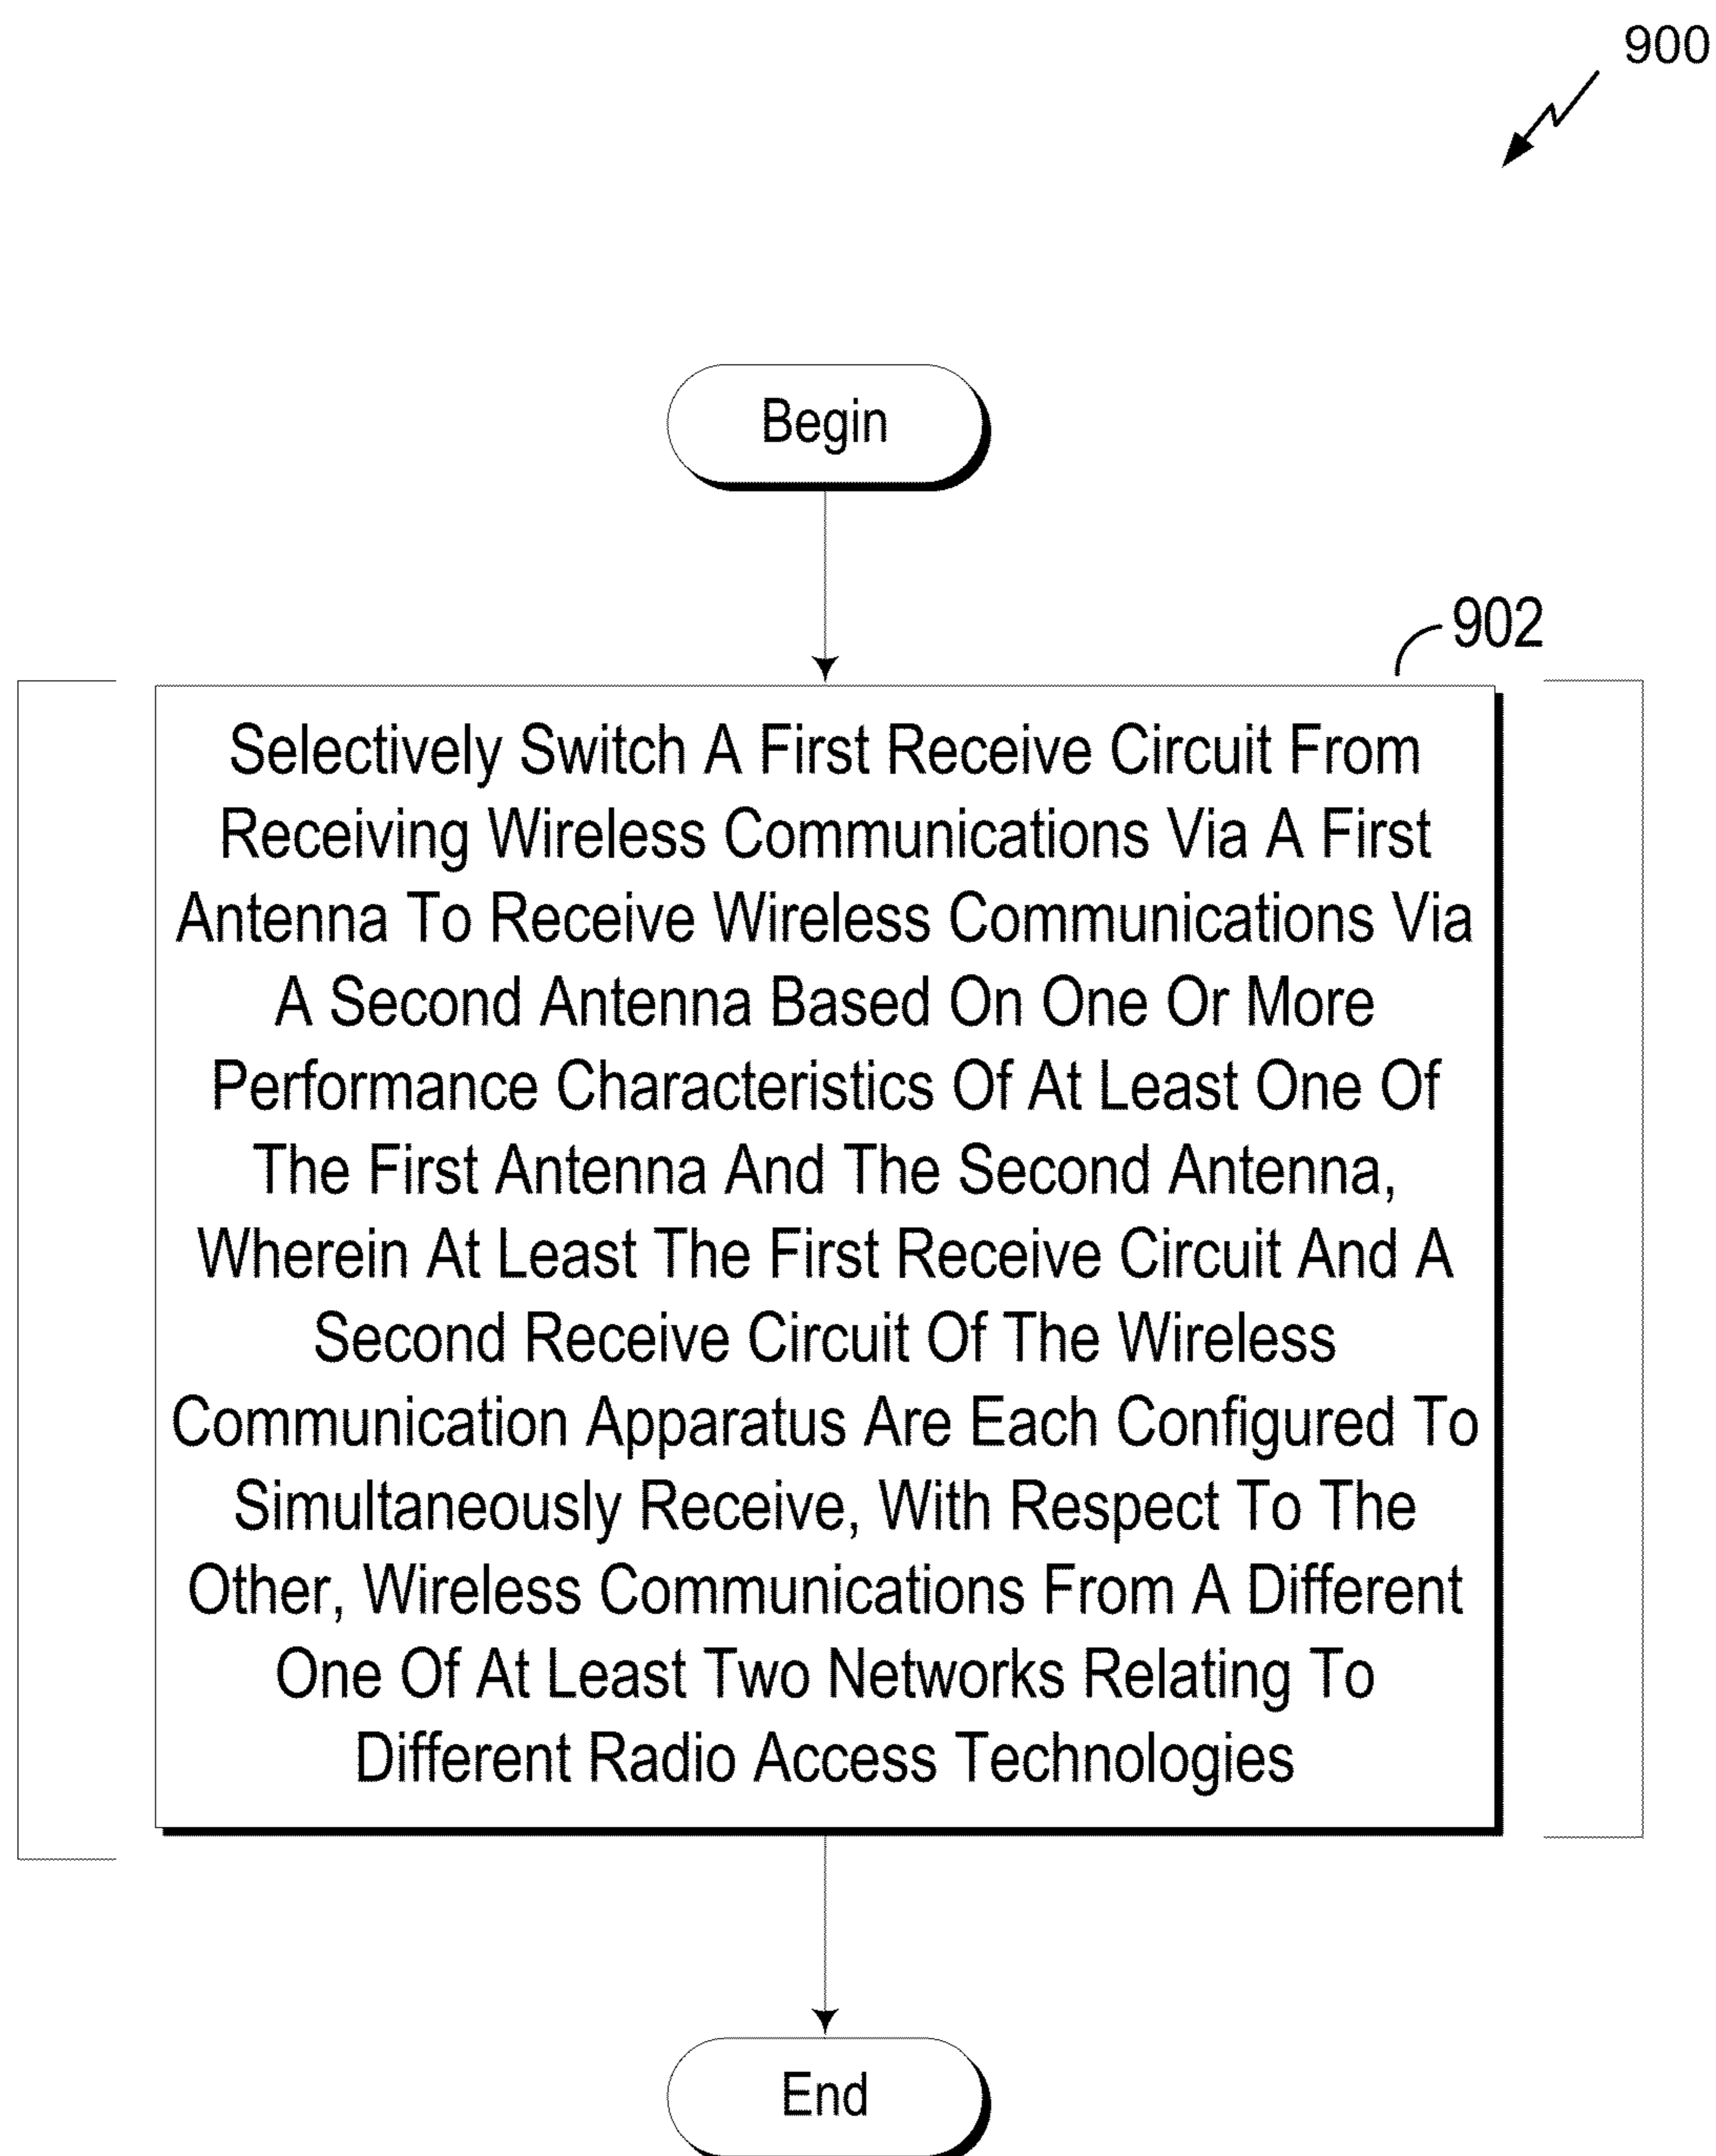 900
Begin
902
Selectively Switch A First Receive Circuit From
Receiving Wireless Communications Via A First
Antenna To Receive Wireless Communications Via
A Second Antenna Based On One Or More
Performance Characteristics Of At Least One Of
The First Antenna And The Second Antenna,
Wherein At Least The First Receive Circuit And A
Second Receive Circuit Of The Wireless
Communication Apparatus Are Each Configured To
Simultaneously Receive, With Respect To The
Other, Wireless Communications From A Different
One Of At Least Two Networks Relating To
Different Radio Access Technologies
End